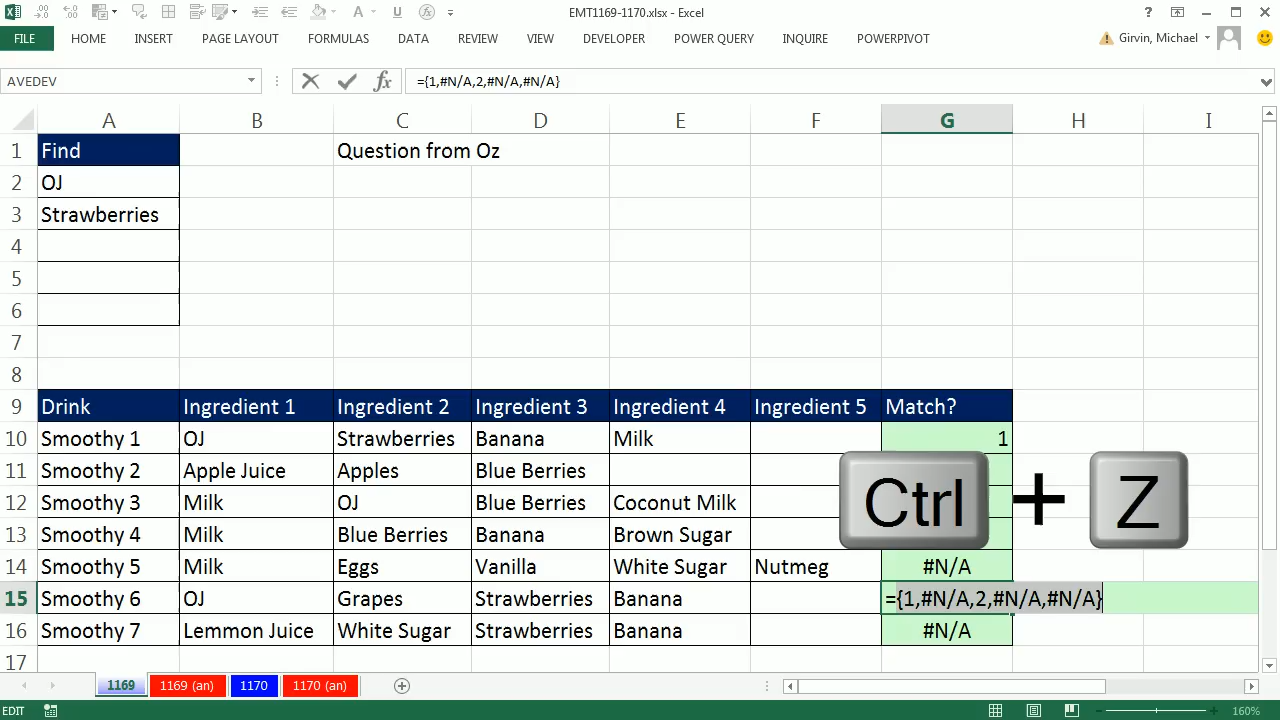 EMT1169-1170.xlsx - Excel
FILE HOME INSERT PAGE LAYOUT FORMULAS DATA REVIEW VIEW DEVELOPER POWER QUERY INQUIRE POWERPIVOT Girvin, Michael
AVEDEV ={1,#N/A,2,#N/A,#N/A}
A B C D E F G H I
1 Find Question from Oz
2 OJ
3 Strawberries
4
5
6
7
8
9 Drink Ingredient 1 Ingredient 2 Ingredient 3 Ingredient 4 Ingredient 5 Match?
10 Smoothy 1 OJ Strawberries Banana Milk 1
11 Smoothy 2 Apple Juice Apples Blue Berries
12 Smoothy 3 Milk OJ Blue Berries Coconut Milk
13 Smoothy 4 Milk Blue Berries Banana Brown Sugar
14 Smoothy 5 Milk Eggs Vanilla White Sugar Nutmeg #N/A
15 Smoothy 6 OJ Grapes Strawberries Banana ={1,#N/A,2,#N/A,#N/A}
16 Smoothy 7 Lemmon Juice White Sugar Strawberries Banana #N/A
17
Ctrl + Z
1169 1169 (an) 1170 1170 (an)
EDIT 160%